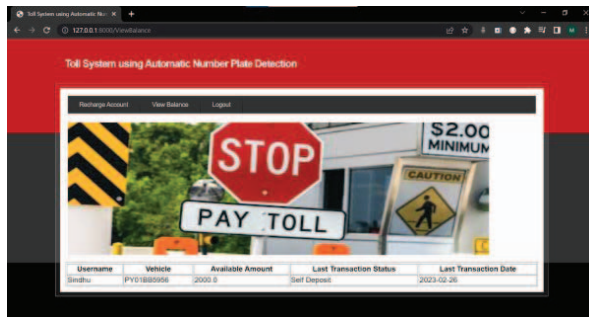 Toll System using Automatic Num
127.0.0.1:8000/ViewBalance
Toll System using Automatic Number Plate Detection
Recharge Account View Balance Logout
$2.00
MINIMUM
STOP
CAUTION
PAY TOLL
Username Vehicle Available Amount Last Transaction Status Last Transaction Date
Sindhu 2000.0 Self Deposit 2023-02-26